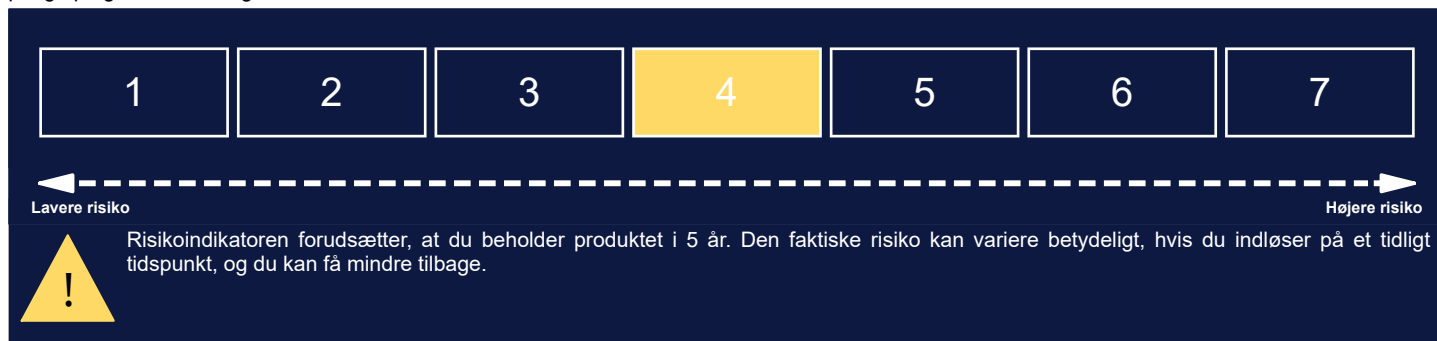 1 2 3 4 5 6 7
Lavere risiko Højere risiko
Risikoindikatoren forudsætter, at du beholder produktet i 5 år. Den faktiske risiko kan variere betydeligt, hvis du indløser på et tidligt
tidspunkt, og du kan få mindre tilbage.
!